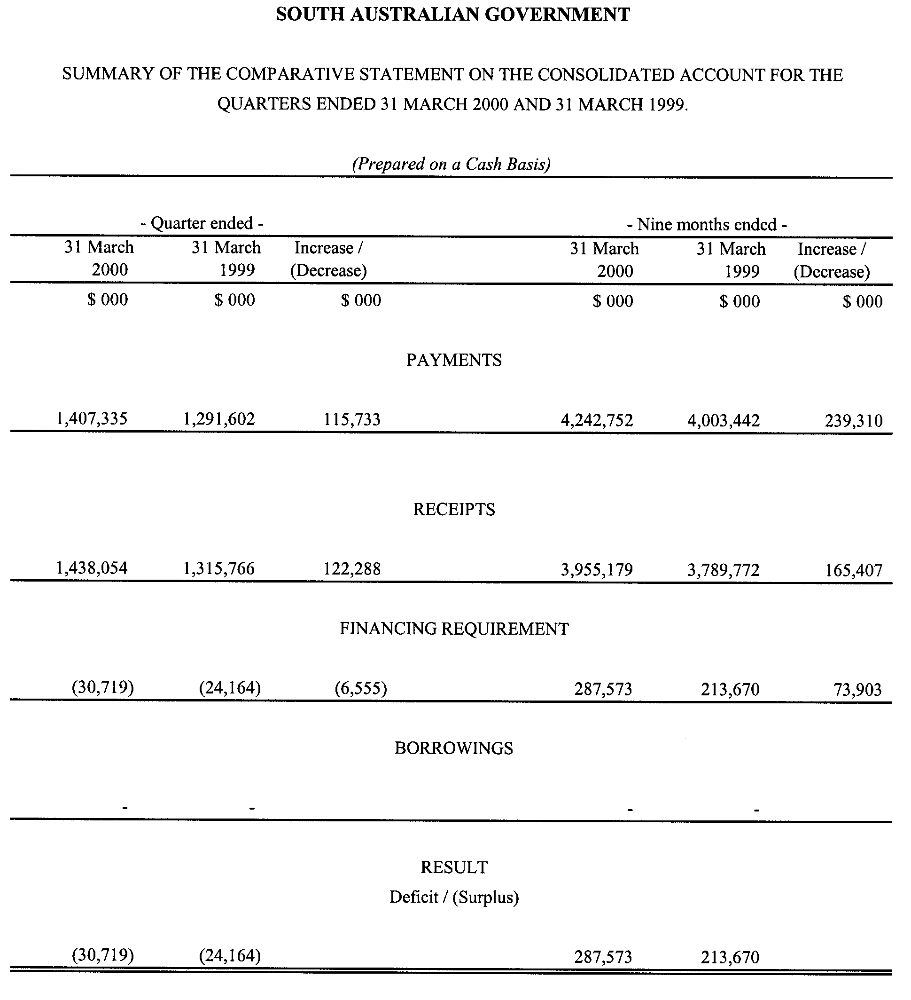 SOUTH AUSTRALIAN GOVERNMENT
SUMMARY OF THE COMPARATIVE STATEMENT ON THE CONSOLIDATED ACCOUNT FOR THE
QUARTERS ENDED 31 MARCH 2000 AND 31 MARCH 1999.
(Prepared on a Cash Basis)
- Quarter ended - - Nine months ended -
31 March 31 March Increase / 31 March 31 March Increase /
2000 1999 (Decrease) 2000 1999 (Decrease)
$ 000 $ 000 $ 000 $ 000 $ 000 $ 000
PAYMENTS
1,407,335 1,291,602 115,733 4,242,752 4,003,442 239,310
RECEIPTS
1,438,054 1,315,766 122,288 3,955,179 3,789,772 165,407
FINANCING REQUIREMENT
(30,719) (24,164) (6,555) 287,573 213,670 73,903
BORROWINGS
- - - -
RESULT
Deficit / (Surplus)
(30,719) (24,164) 287,573 213,670